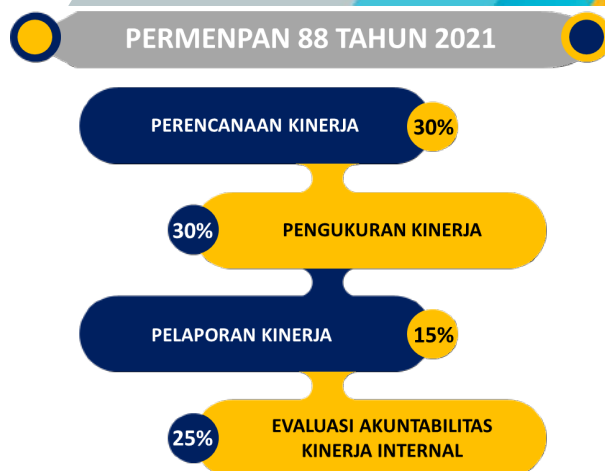 PERMENPAN 88 TAHUN 2021
PERENCANAAN KINERJA
30%
30%
PENGUKURAN KINERJA
PELAPORAN KINERJA
15%
25%
EVALUASI AKUNTABILITAS
KINERJA INTERNAL